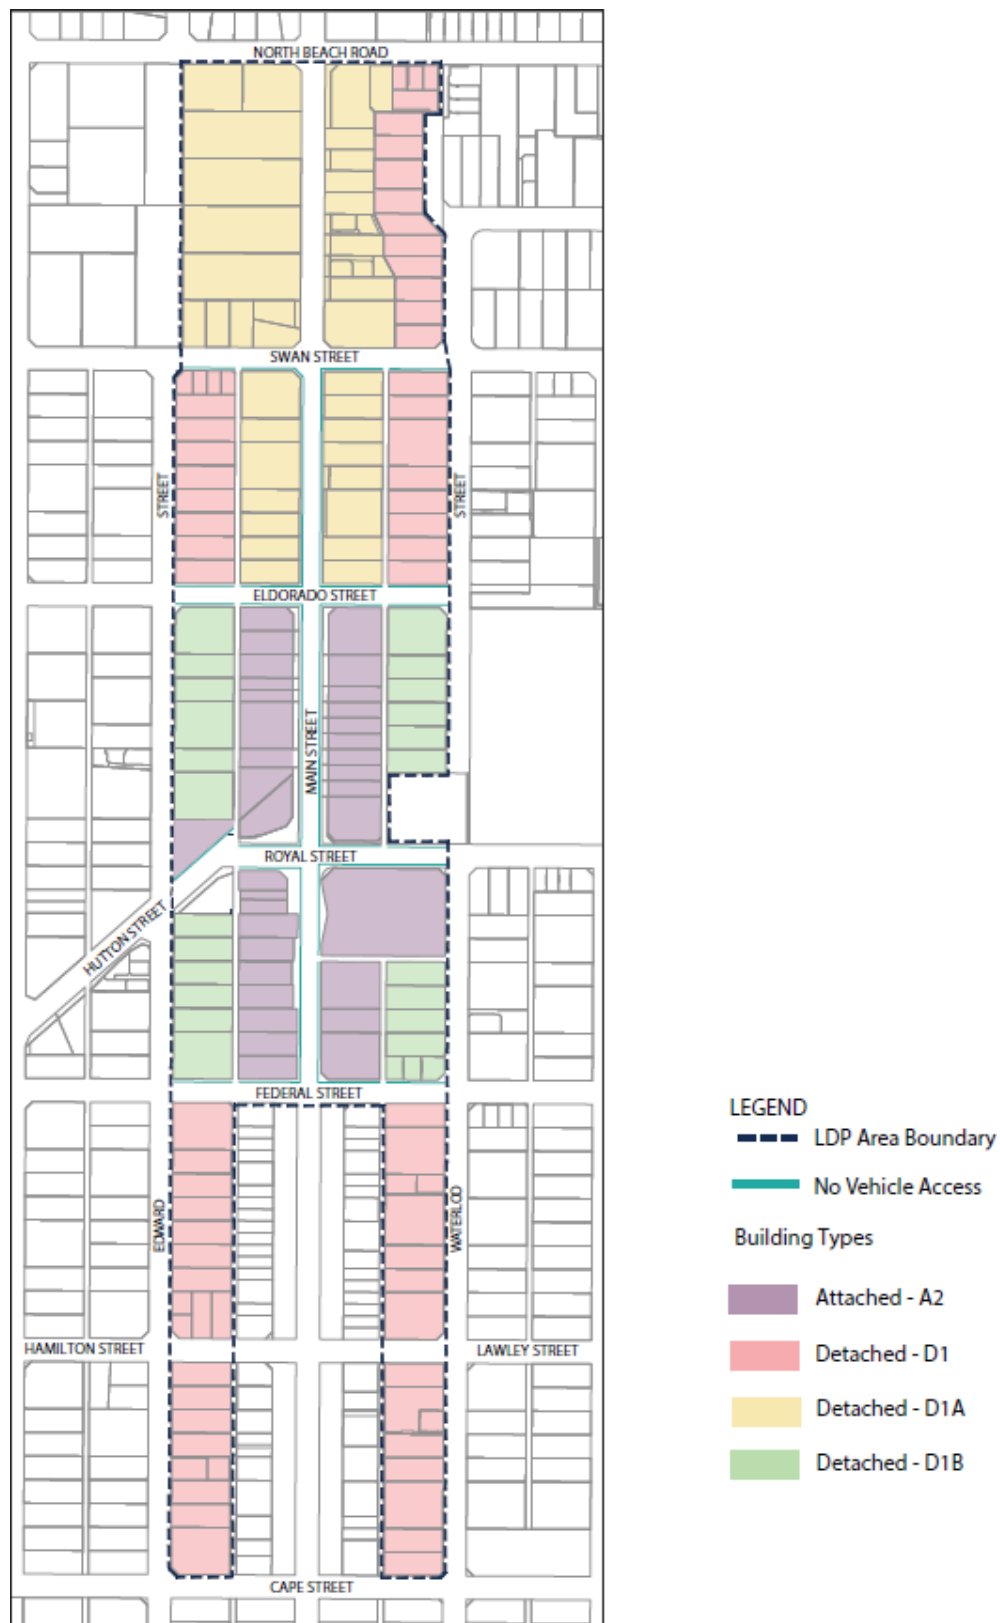 NORTH BEACH ROAD
SWAN STREET
STREET
STREET
ELDORADO STREET
MAIN STREET
ROYAL STREET
HUTTON STREET
FEDERAL STREET
EDWARD
WATERLOO
HAMILTON STREET
LAWLEY STREET
CAPE STREET
LEGEND
LDP Area Boundary
No Vehicle Access
Building Types
Attached - A2
Detached - D1
Detached - D1A
Detached - D1B